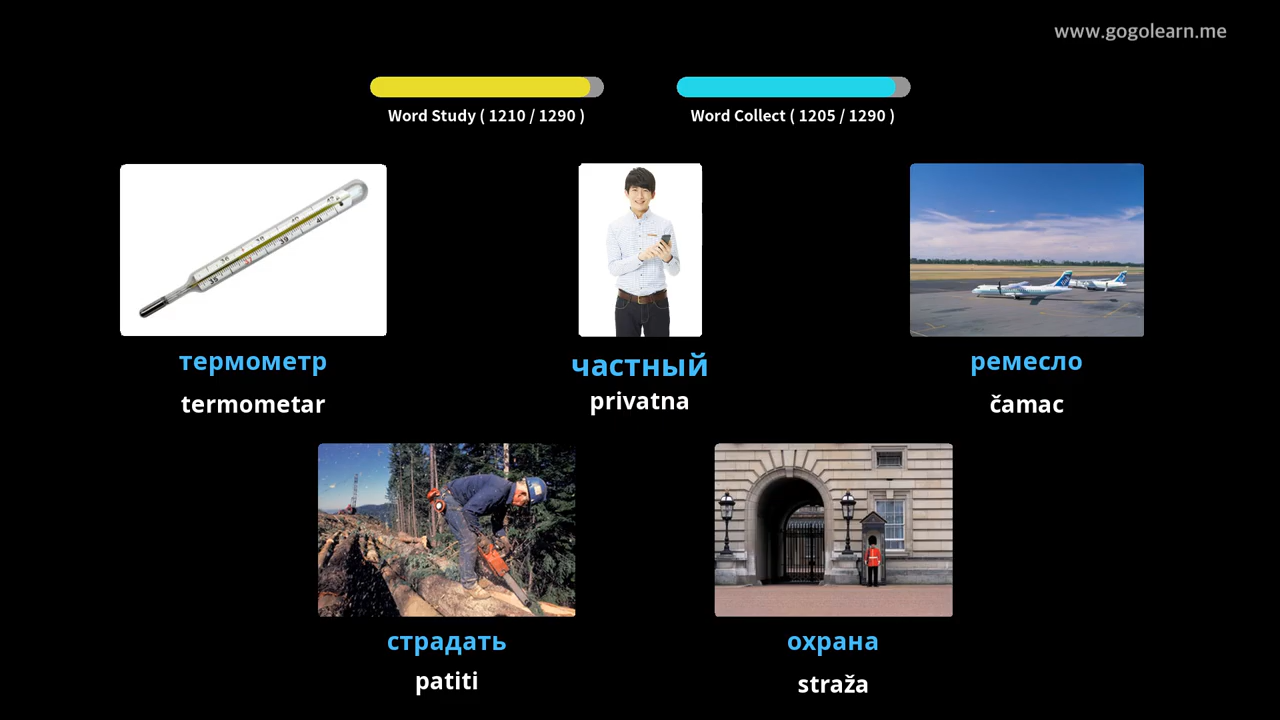 www.gogolearn.me
Word Study ( 1210 / 1290 )
Word Collect ( 1205 / 1290 )
термометр
termometar
частный
privatna
ремесло
čamac
страдать
patiti
охрана
straža